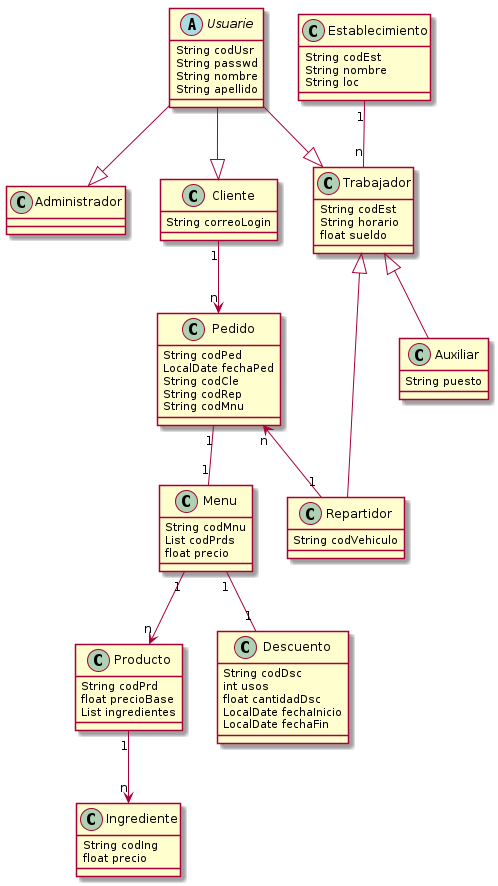 A Usuarie
String codUsr
String passwd
String nombre
String apellido
C Establecimiento
String codEst
String nombre
String loc
1
n
C Administrador
C Cliente
String correoLogin
C Trabajador
String codEst
String horario
float sueldo
1
n
C Pedido
String codPed
LocalDate fechaPed
String codCle
String codRep
String codMnu
C Auxiliar
String puesto
1
n
1
1
C Menu
String codMnu
List codPrds
float precio
C Repartidor
String codVehiculo
1
1
n
1
C Producto
String codPrd
float precioBase
List ingredientes
C Descuento
String codDsc
int usos
float cantidadDsc
LocalDate fechaInicio
LocalDate fechaFin
1
n
C Ingrediente
String codIng
float precio